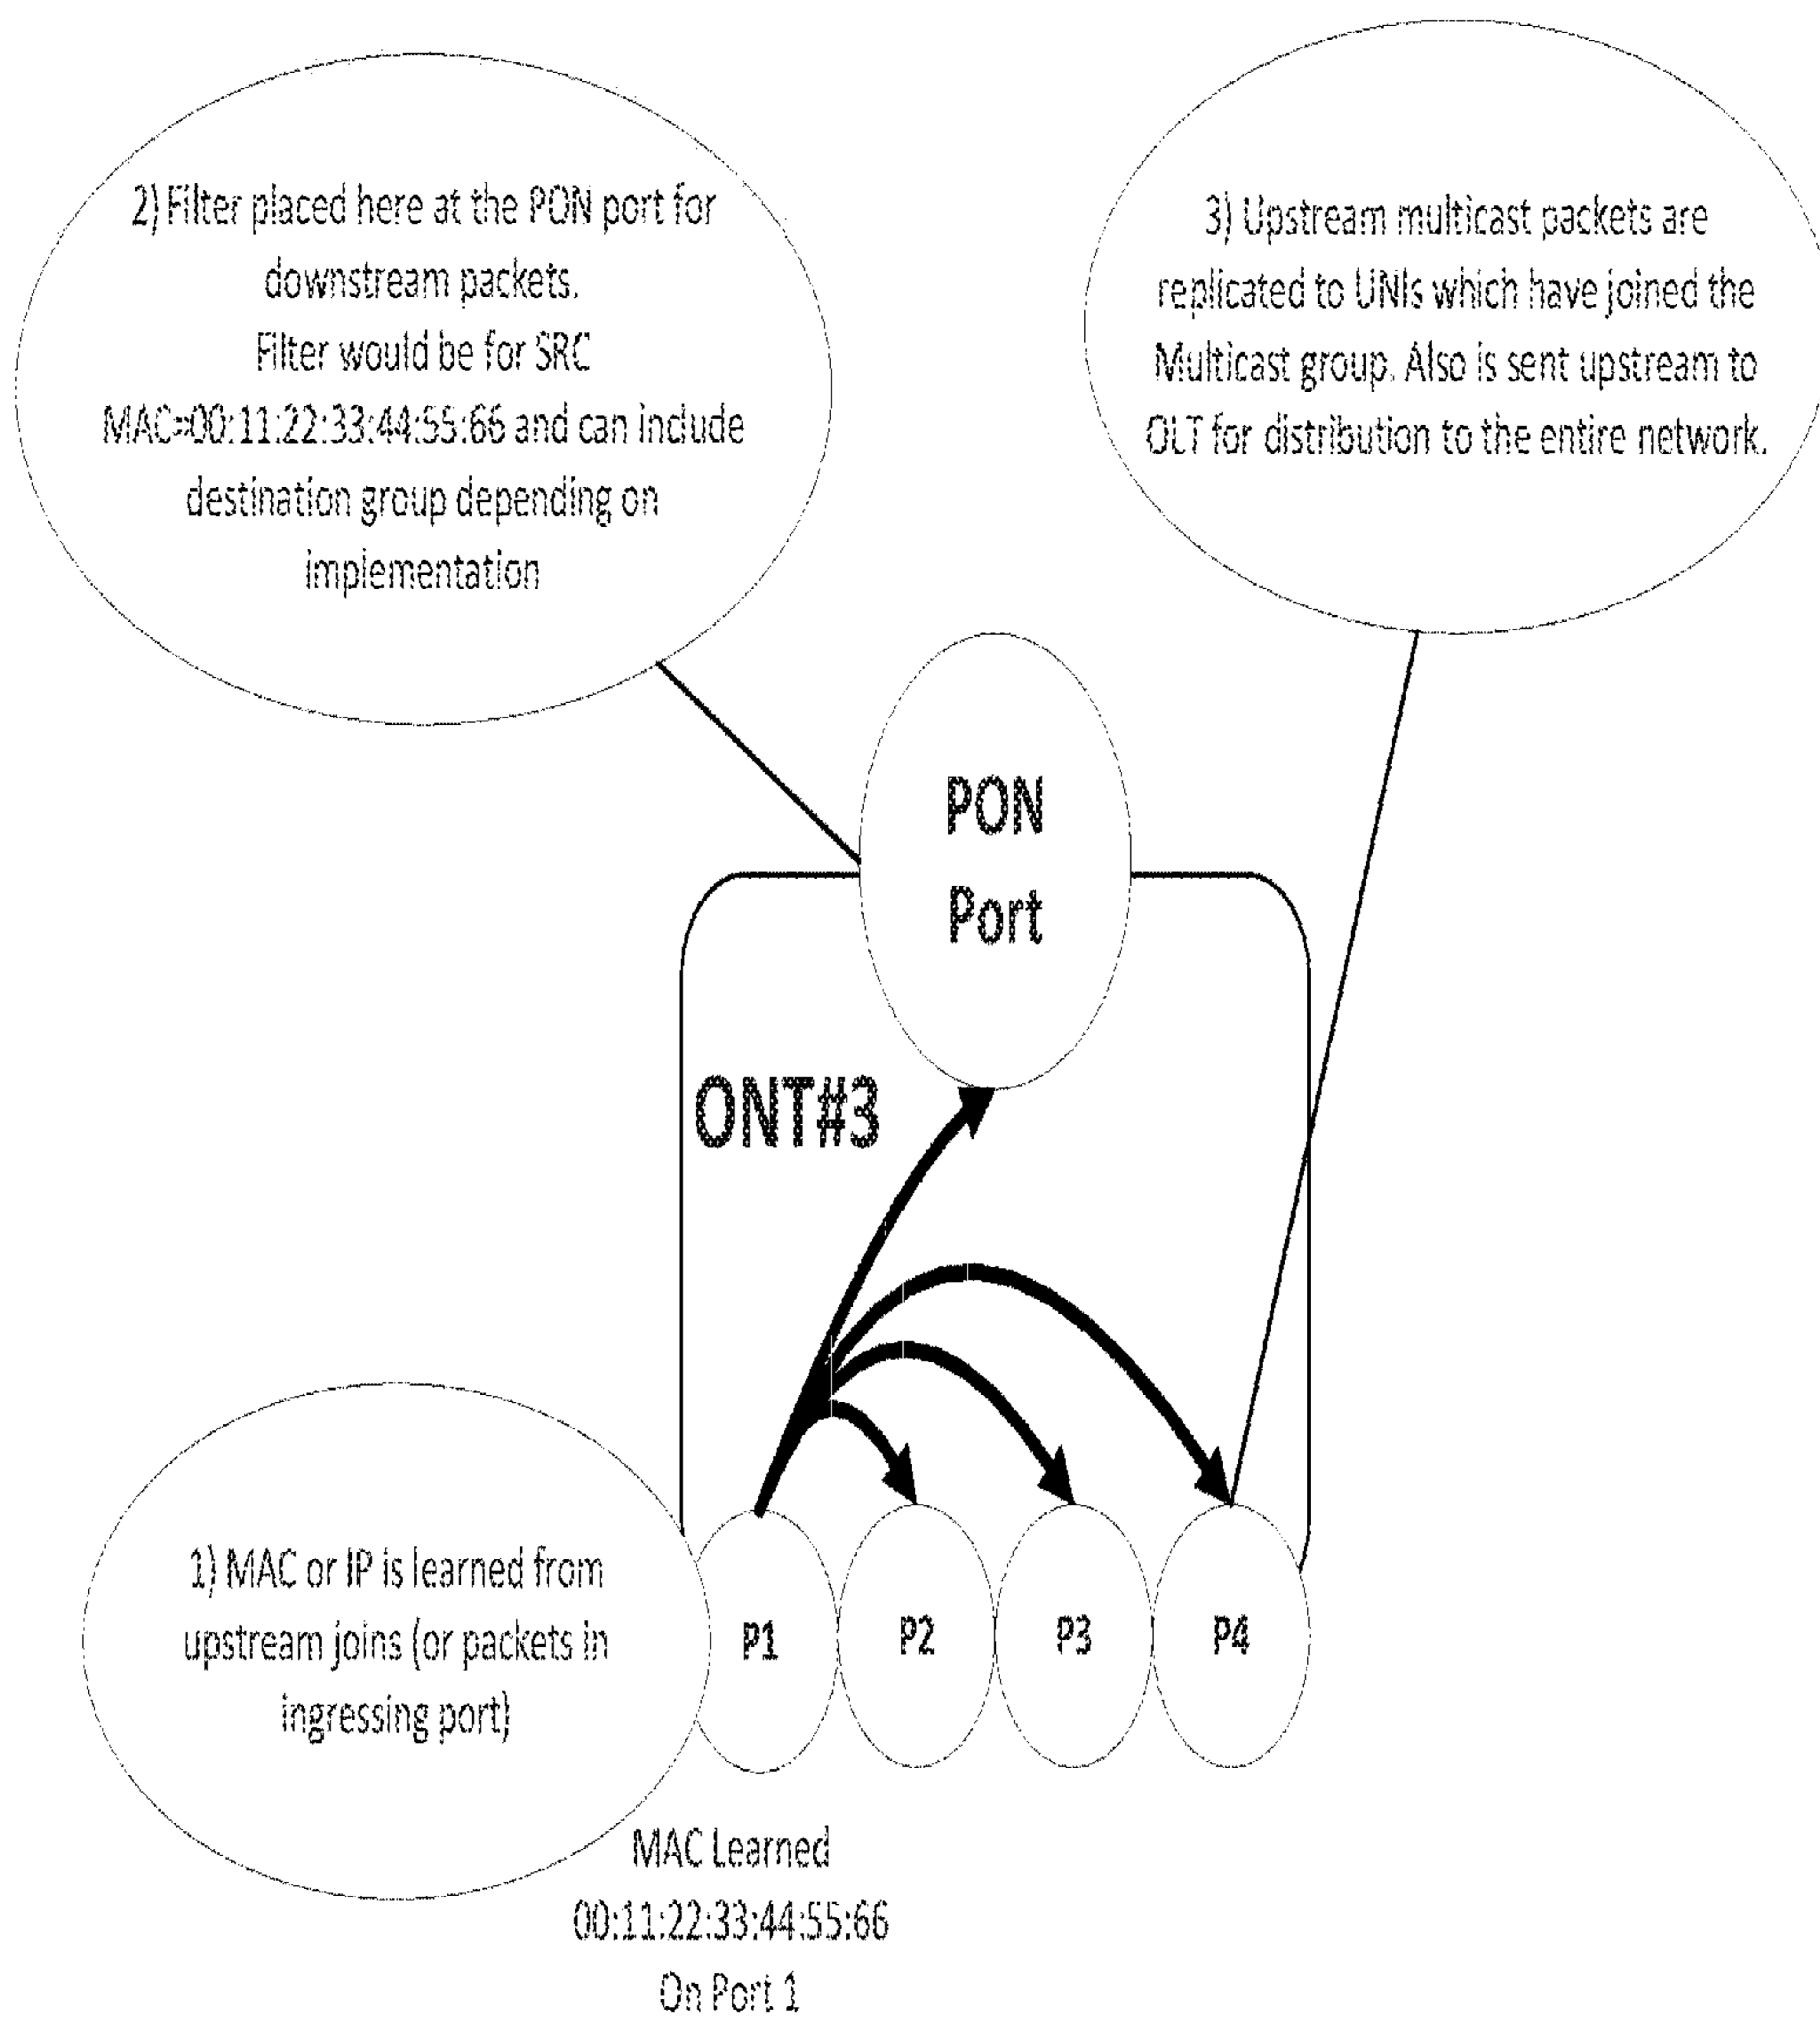 2) Filter placed here at the PON port for
downstream packets.
Filter would be for SRC
MAC=00:11:22:33:44:55:66 and can include
destination group depending on
implementation
3) Upstream multicast packets are
replicated to UNIs which have joined the
Multicast group. Also is sent upstream to
OLT for distribution to the entire network.
PON
Port
ONT#3
1) MAC or IP is learned from
upstream joins (or packets in
ingressing port)
P1
P2
P3
P4
MAC Learned
00:11:22:33:44:55:66
On Port 1